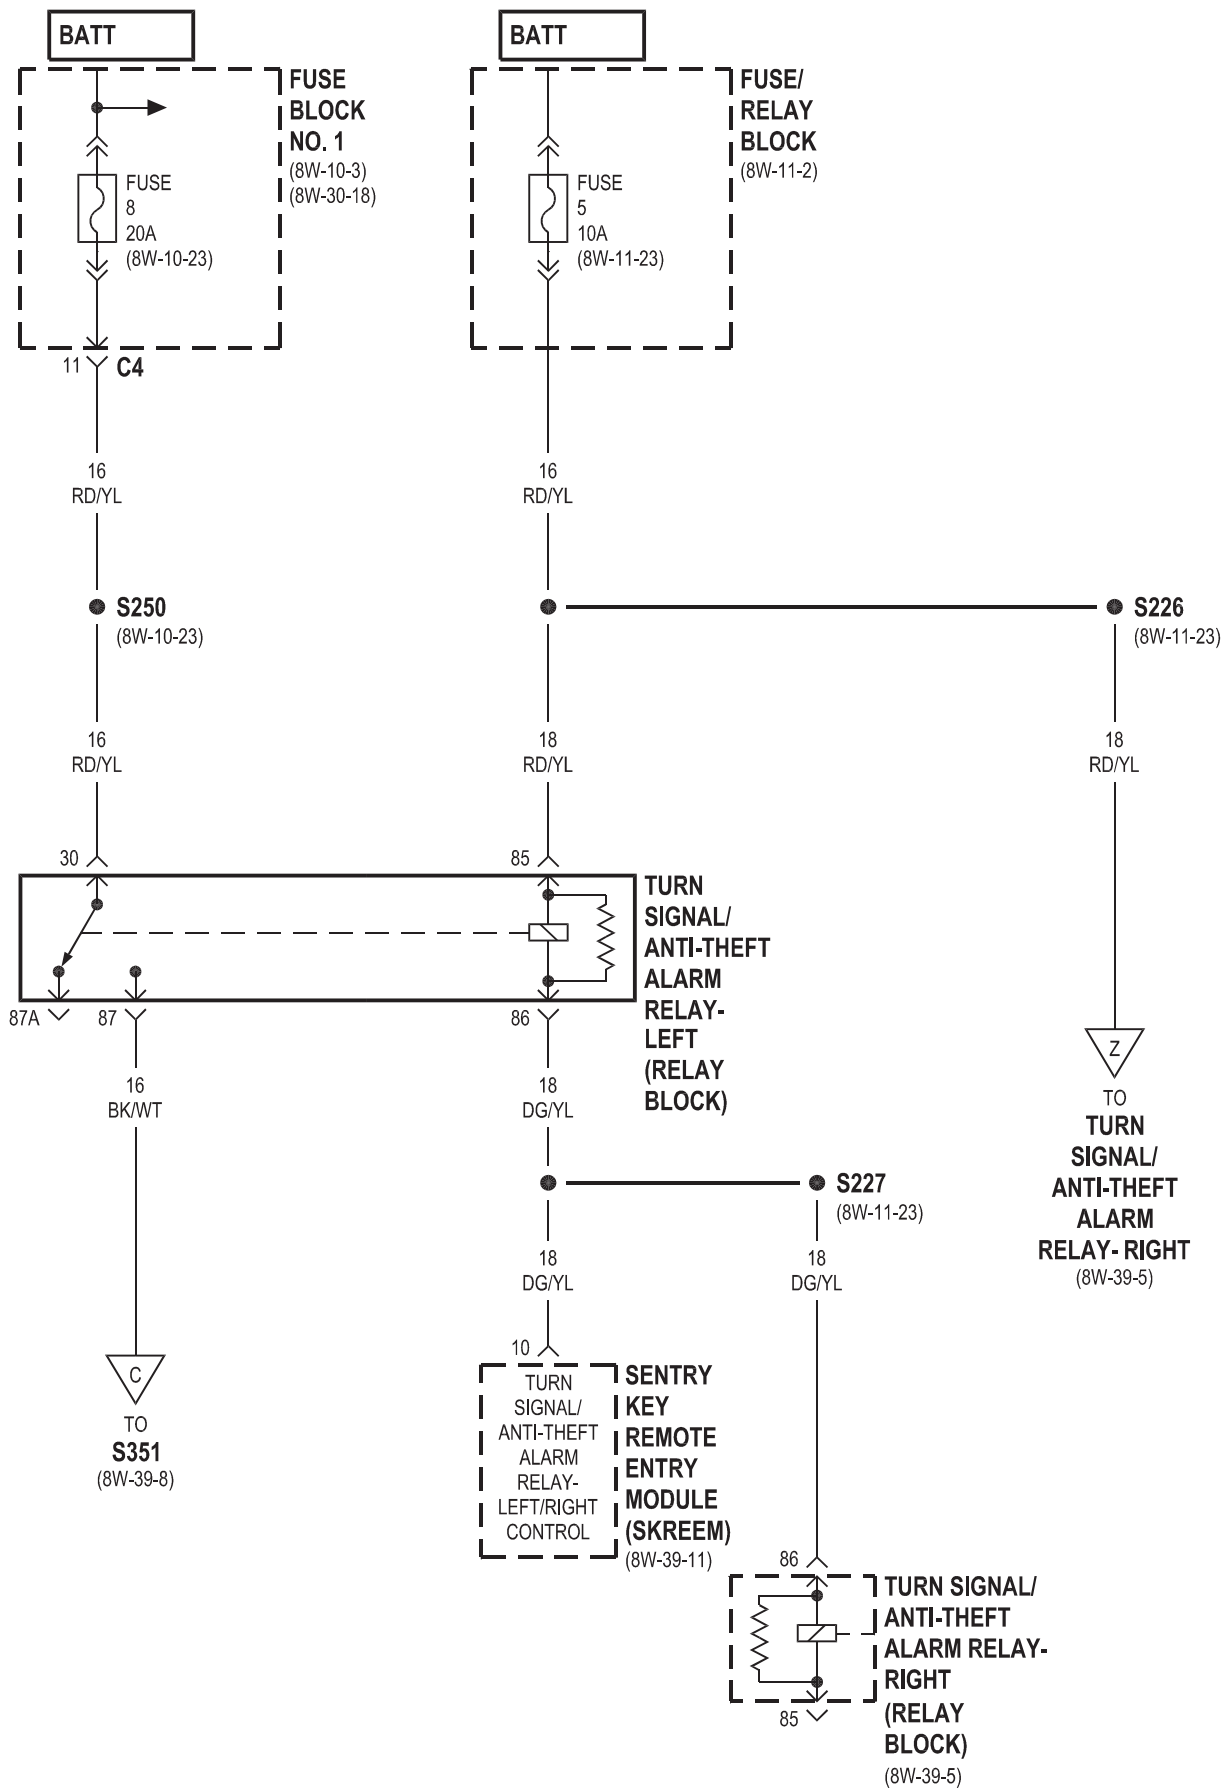 BATT
BATT
FUSE
BLOCK
NO. 1
(8W-10-3)
(8W-30-18)
FUSE
8
20A
(8W-10-23)
FUSE/
RELAY
BLOCK
(8W-11-2)
FUSE
5
10A
(8W-11-23)
11
C4
16
RD/YL
16
RD/YL
S250
(8W-10-23)
S226
(8W-11-23)
16
RD/YL
18
RD/YL
18
RD/YL
30
85
TURN
SIGNAL/
ANTI-THEFT
ALARM
RELAY-
LEFT
(RELAY
BLOCK)
87A
87
86
16
BK/WT
18
DG/YL
Z
TO
TURN
SIGNAL/
ANTI-THEFT
ALARM
RELAY- RIGHT
(8W-39-5)
S227
(8W-11-23)
18
DG/YL
18
DG/YL
C
TO
S351
(8W-39-8)
10
TURN
SIGNAL/
ANTI-THEFT
ALARM
RELAY-
LEFT/RIGHT
CONTROL
SENTRY
KEY
REMOTE
ENTRY
MODULE
(SKREEM)
(8W-39-11)
86
85
TURN SIGNAL/
ANTI-THEFT
ALARM RELAY-
RIGHT
(RELAY
BLOCK)
(8W-39-5)